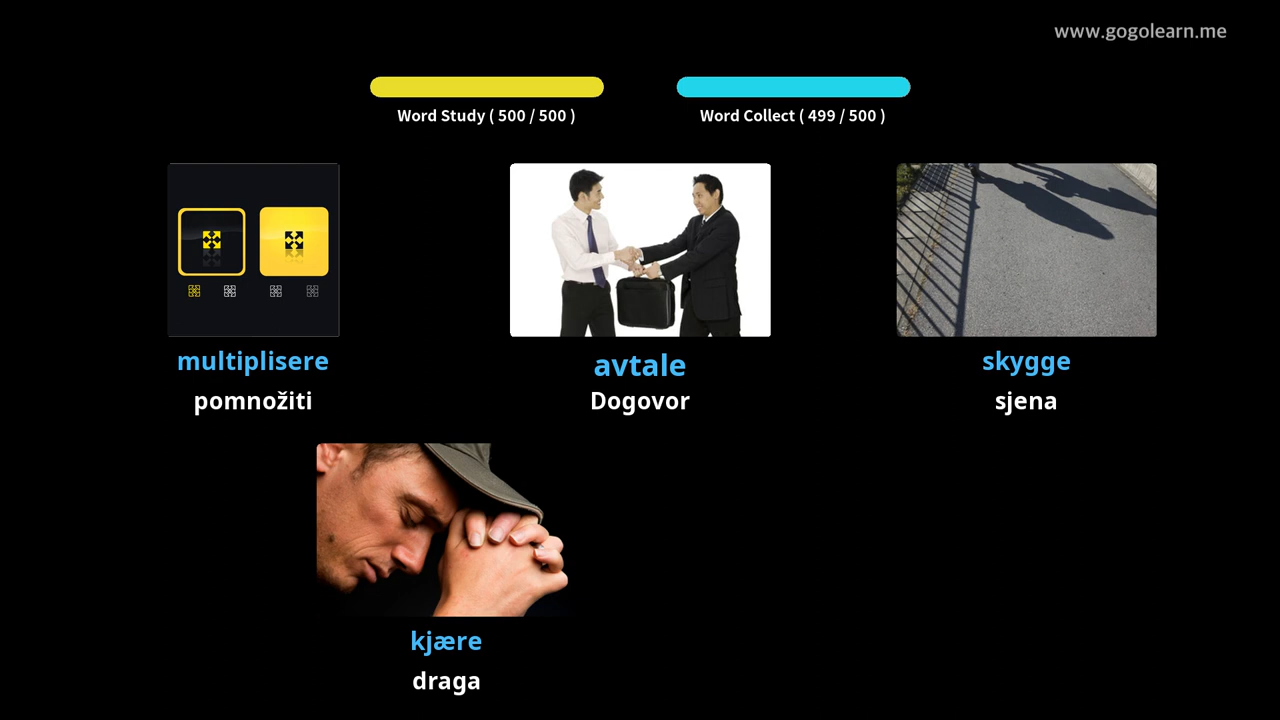 www.gogolearn.me
Word Study ( 500 / 500 )
Word Collect ( 499 / 500 )
multiplisere
pomnožiti
avtale
Dogovor
skygge
sjena
kjære
draga